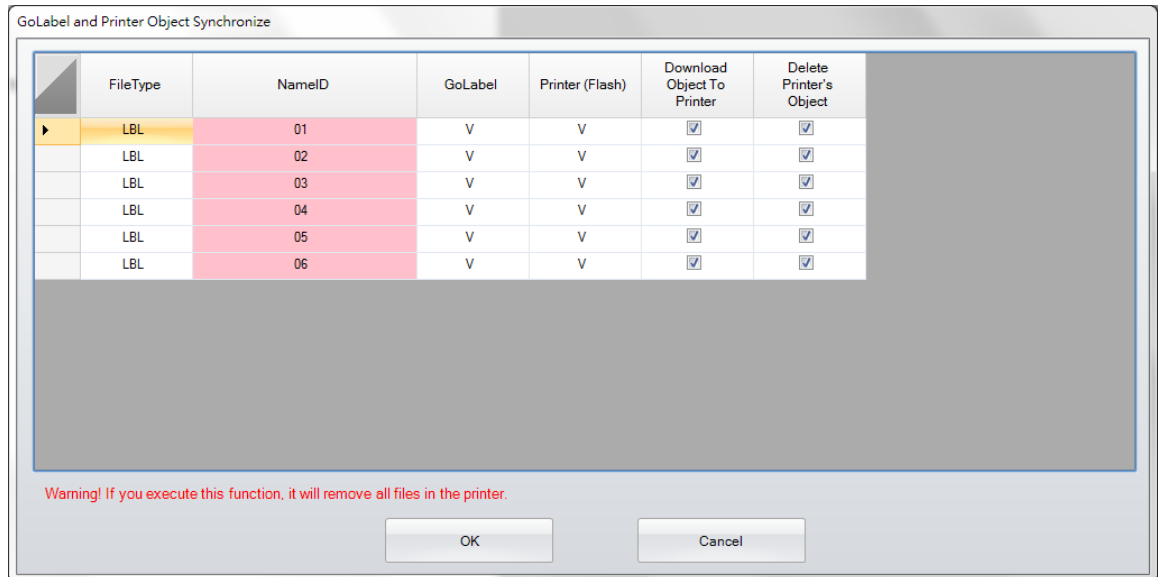 GoLabel and Printer Object Synchronize
FileType NameID GoLabel Printer (Flash) Download Object To Printer Delete Printer's Object
LBL 01 V V
LBL 02 V V
LBL 03 V V
LBL 04 V V
LBL 05 V V
LBL 06 V V
Warning! If you execute this function, it will remove all files in the printer.
OK Cancel